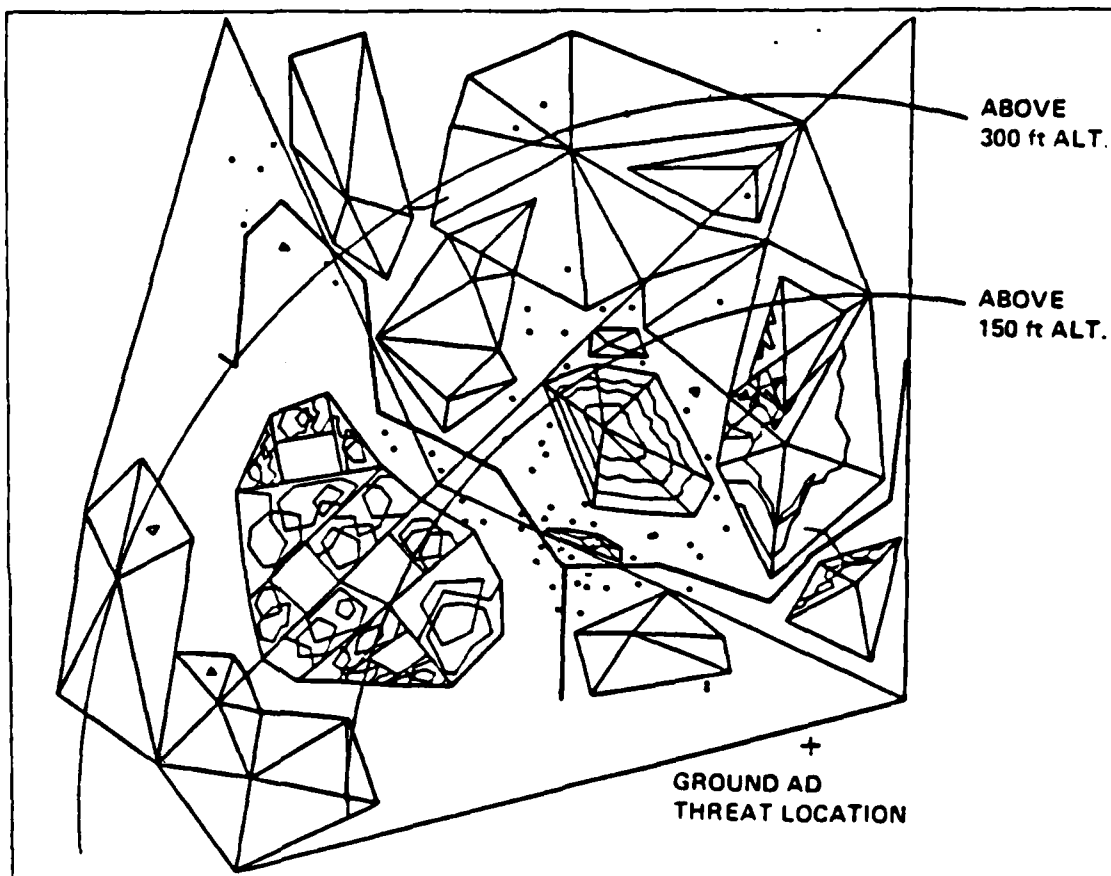 ABOVE
300 ft ALT.
ABOVE
150 ft ALT.
GROUND AD
THREAT LOCATION